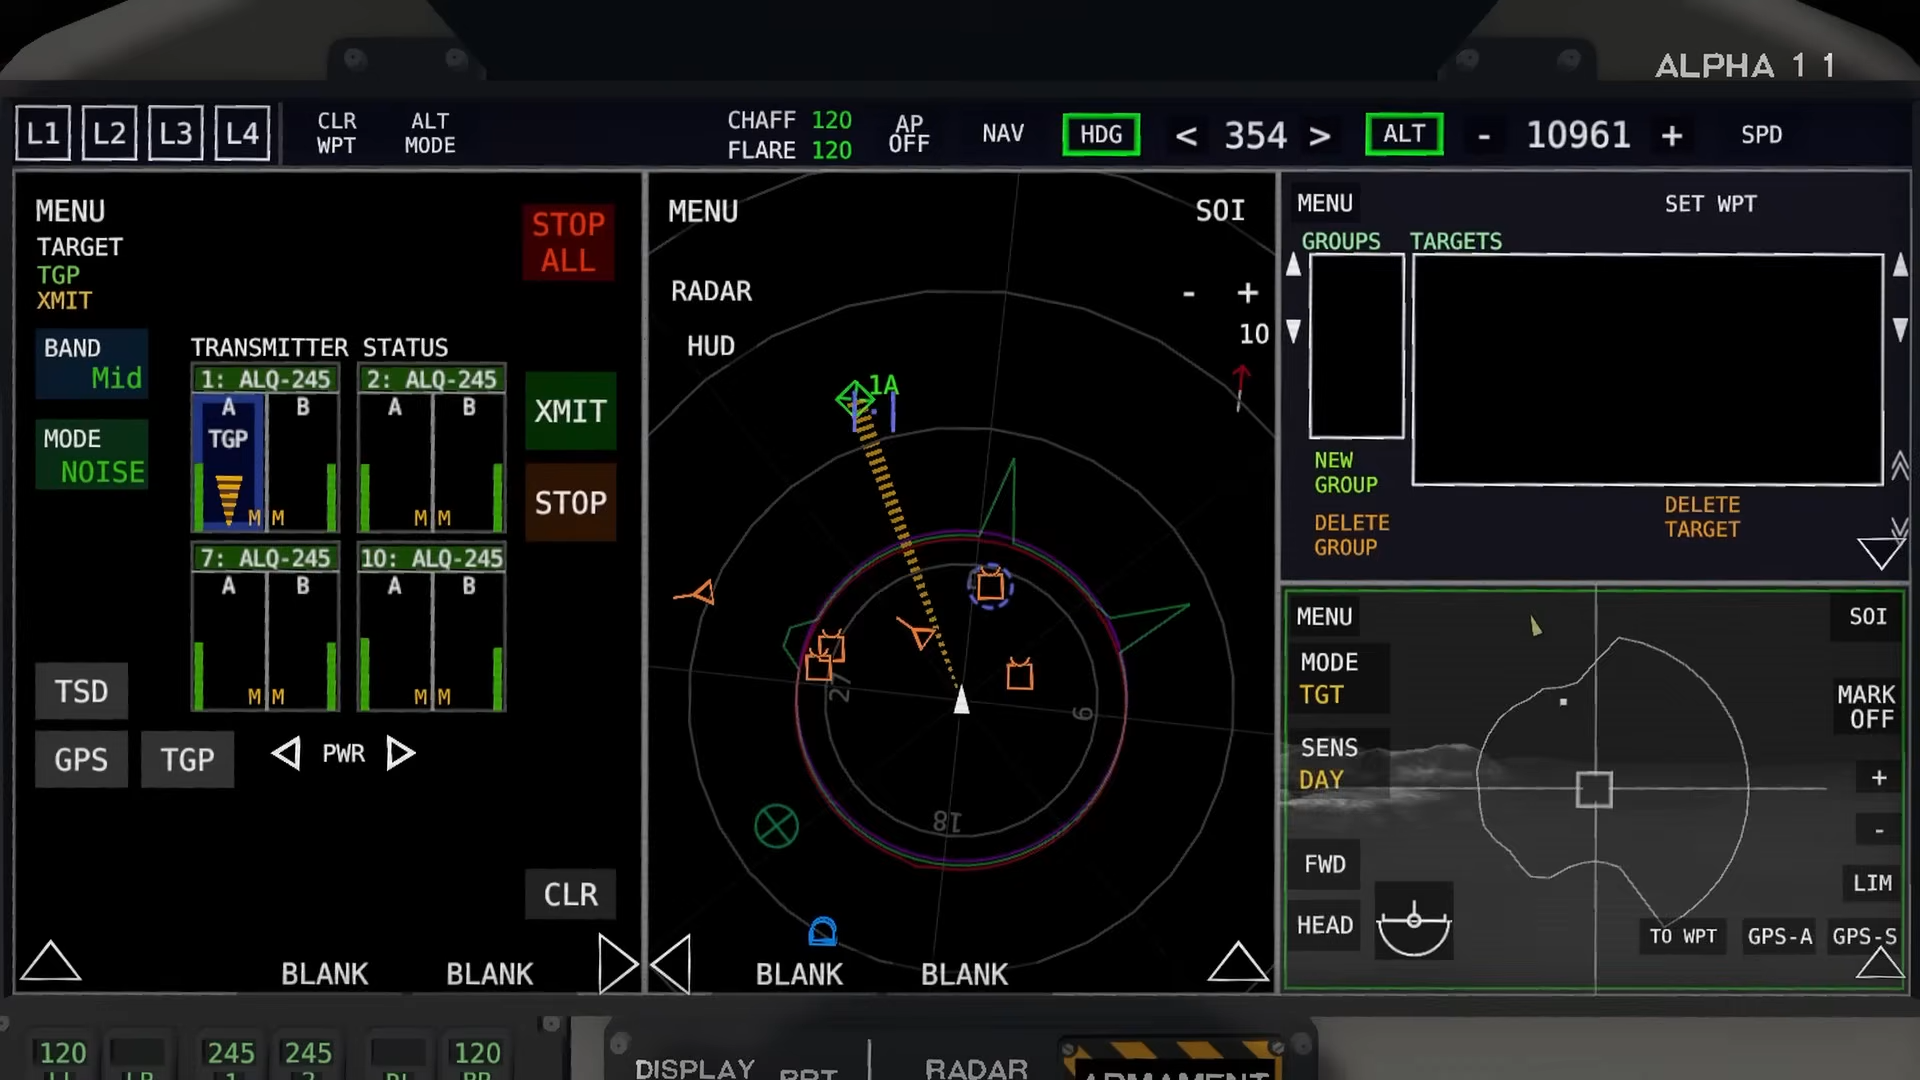 ALPHA 1 1
L1 L2 L3 L4
CLR WPT
ALT MODE
CHAFF 120
FLARE 120
AP OFF
NAV
HDG
< 354 >
ALT
- 10961 +
SPD
MENU
TARGET
TGP
XMIT
STOP ALL
BAND
Mid
MODE
NOISE
TRANSMITTER STATUS
1: ALQ-245
A B
TGP
M M
2: ALQ-245
A B
M M
7: ALQ-245
A B
M M
10: ALQ-245
A B
M M
XMIT
STOP
TSD
GPS
TGP
PWR
CLR
BLANK
BLANK
MENU
SOI
RADAR
- +
10
HUD
1A
27
9
18
BLANK
BLANK
MENU
SET WPT
GROUPS
TARGETS
NEW GROUP
DELETE GROUP
DELETE TARGET
MENU
SOI
MODE
TGT
MARK OFF
SENS
DAY
+
-
FWD
LIM
HEAD
TO WPT
GPS-A
GPS-S
120
245
245
120
DISPLAY
RADAR
ARMAMENT